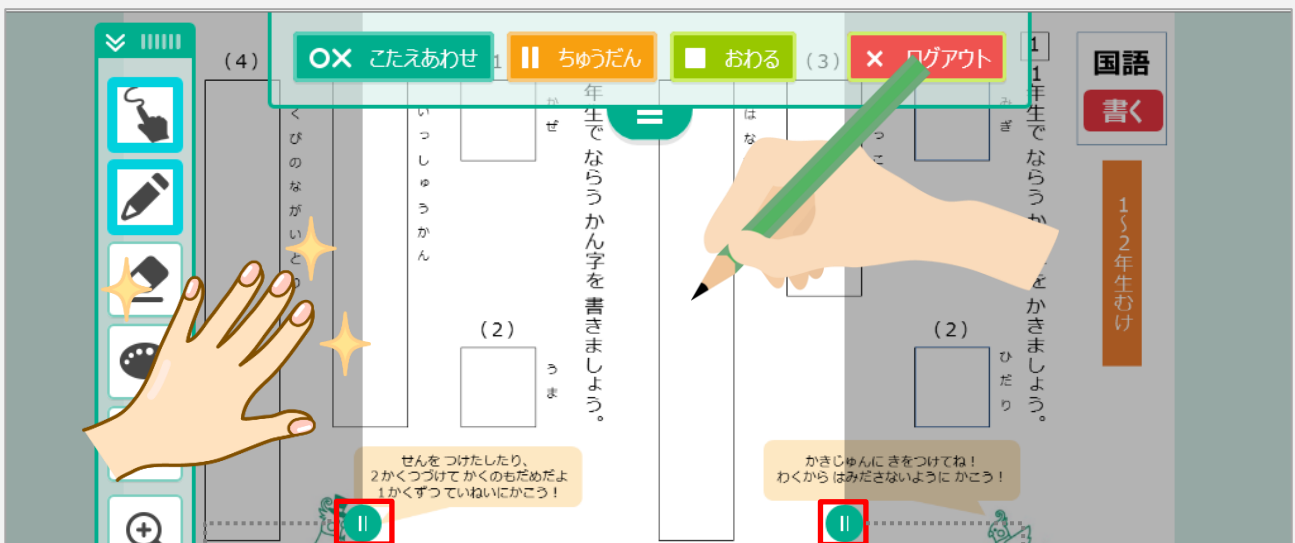 OX こたえあわせ
ちゅうだん
おわる
ログアウト
国語
書く
1~2年生むけ
1
1年生で ならう か
を かきましょう。
みぎ
(2)
ひだり
(3)
はな
年生で ならう かん字を 書きましょう。
かぜ
(2)
うま
いっしゅうかん
(4)
くびのながいと
かきじゅんに きをつけてね!
わくから はみださないように かこう!
せんを つけたしたり、
2かくつづけて かくのもだめだよ
1かくずつ ていねいにかこう!